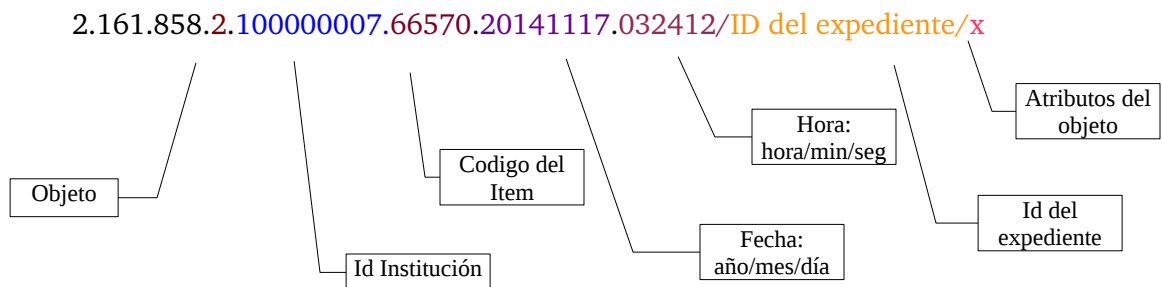 2.161.858.2.100000007.66570.20141117.032412/ID del expediente/x
Atributos del
objeto
Hora:
hora/min/seg
Codigo del
Item
Objeto
Id del
expediente
Fecha:
año/mes/día
Id Institución